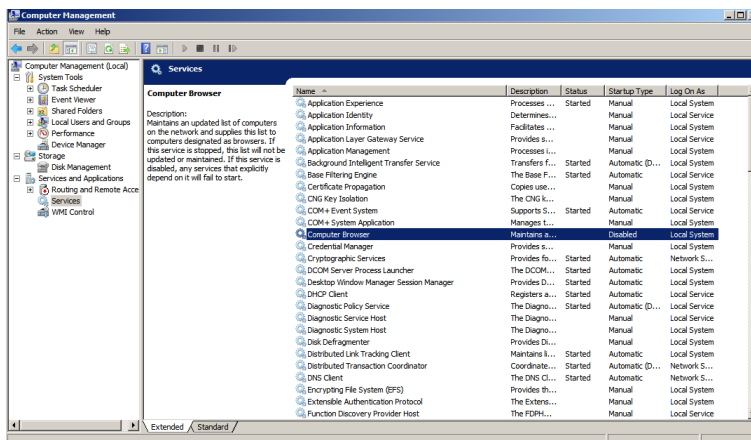 Computer Management
File Action View Help
Computer Management (Local)
System Tools
Task Scheduler
Event Viewer
Shared Folders
Local Users and Groups
Performance
Device Manager
Storage
Disk Management
Services and Applications
Routing and Remote Acce
Services
WMI Control
Services
Computer Browser
Description:
Maintains an updated list of computers
on the network and supplies this list to
computers designated as browsers. If
this service is stopped, this list will not be
updated or maintained. If this service is
disabled, any services that explicitly
depend on it will fail to start.
Name Description Status Startup Type Log On As
Application Experience Processes ... Started Manual Local System
Application Identity Determines... Manual Local Service
Application Information Facilitates ... Manual Local System
Application Layer Gateway Service Provides s... Manual Local Service
Application Management Processes i... Manual Local System
Background Intelligent Transfer Service Transfers f... Started Automatic (D... Local System
Base Filtering Engine The Base F... Started Automatic Local Service
Certificate Propagation Copies use... Manual Local System
CNG Key Isolation The CNG k... Manual Local System
COM+ Event System Supports S... Started Automatic Local Service
COM+ System Application Manages t... Manual Local System
Computer Browser Maintains a... Disabled Local System
Credential Manager Provides s... Manual Local System
Cryptographic Services Provides fo... Started Automatic Network S...
DCOM Server Process Launcher The DCOM... Started Automatic Local System
Desktop Window Manager Session Manager Provides D... Started Automatic Local System
DHCP Client Registers a... Started Automatic Local Service
Diagnostic Policy Service The Diagno... Started Automatic (D... Local Service
Diagnostic Service Host The Diagno... Manual Local Service
Diagnostic System Host The Diagno... Manual Local System
Disk Defragmenter Provides Di... Manual Local System
Distributed Link Tracking Client Maintains li... Started Automatic Local System
Distributed Transaction Coordinator Coordinate... Started Automatic (D... Network S...
DNS Client The DNS Cl... Started Automatic Network S...
Encrypting File System (EFS) Provides th... Manual Local System
Extensible Authentication Protocol The Extens... Manual Local System
Function Discovery Provider Host The FDPH... Manual Local Service
Extended Standard